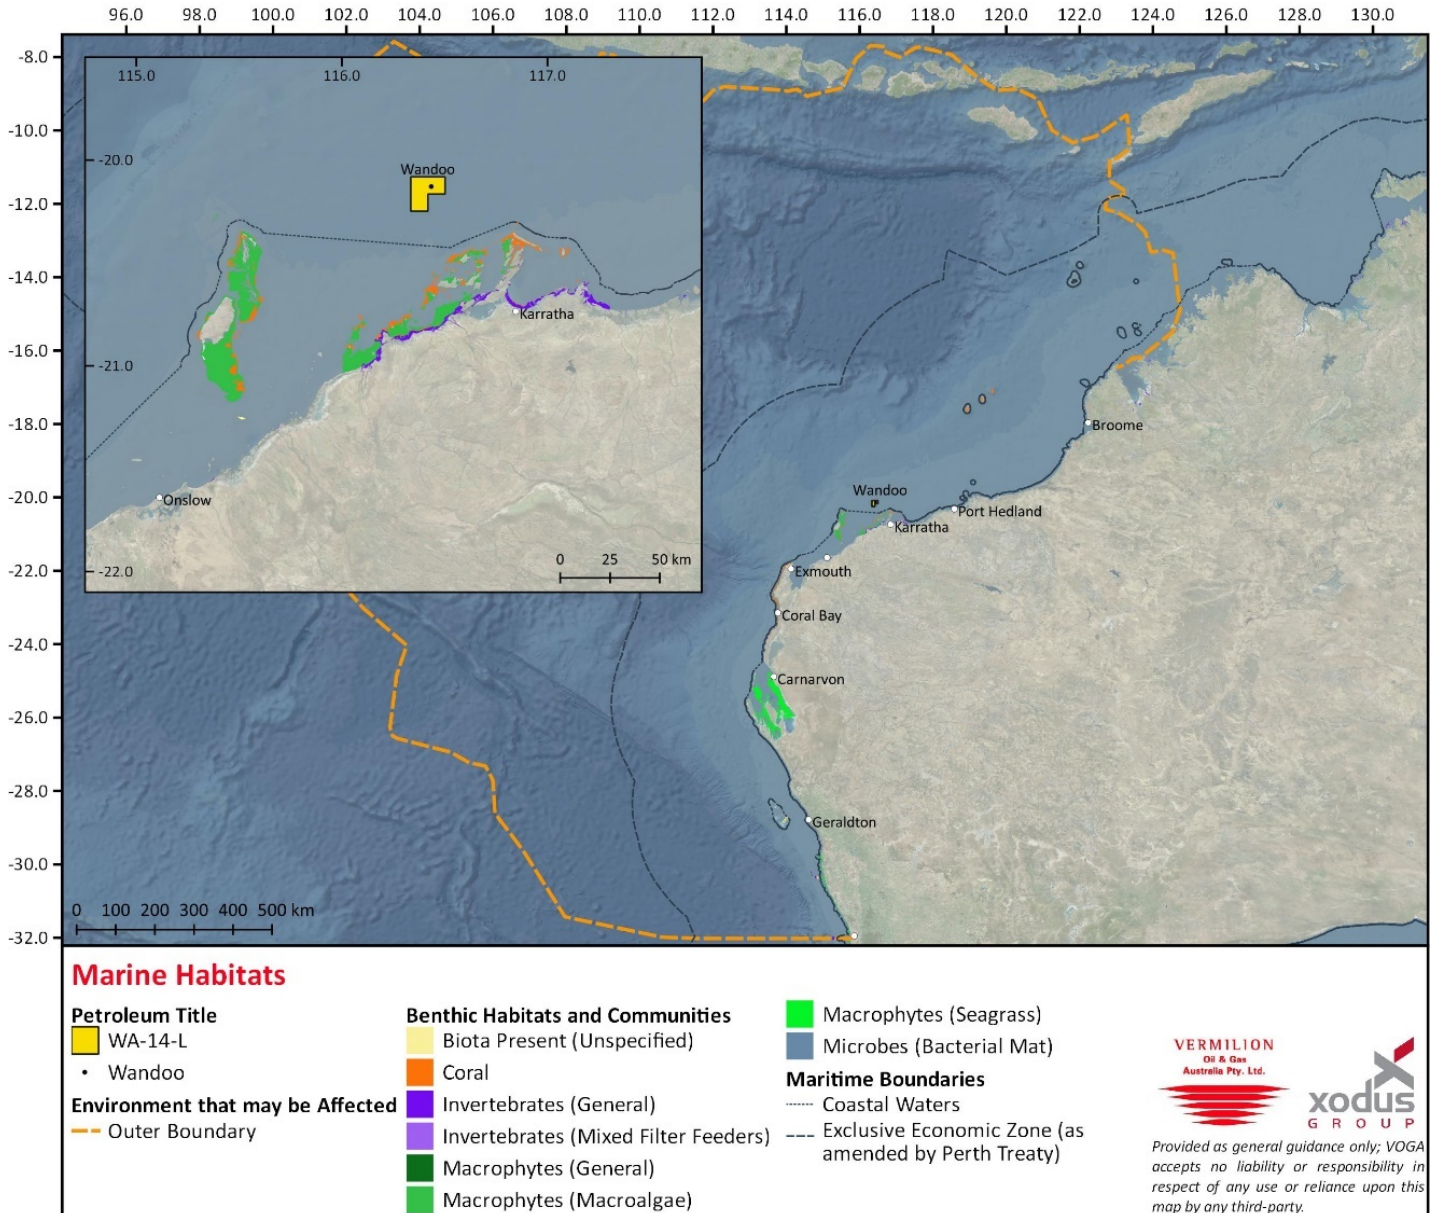 96.0 98.0 100.0 102.0 104.0 106.0 108.0 110.0 112.0 114.0 116.0 118.0 120.0 122.0 124.0 126.0 128.0 130.0
-8.0
-10.0
-12.0
-14.0
-16.0
-18.0
-20.0
-22.0
-24.0
-26.0
-28.0
-30.0
-32.0
115.0 116.0 117.0
-20.0
-21.0
-22.0
Wandoo
Karratha
Onslow
0 25 50 km
Broome
Wandoo
Port Hedland
Karratha
Exmouth
Coral Bay
Carnarvon
Geraldton
0 100 200 300 400 500 km
Marine Habitats
Petroleum Title
WA-14-L
Wandoo
Environment that may be Affected
Outer Boundary
Benthic Habitats and Communities
Biota Present (Unspecified)
Coral
Invertebrates (General)
Invertebrates (Mixed Filter Feeders)
Macrophytes (General)
Macrophytes (Macroalgae)
Macrophytes (Seagrass)
Microbes (Bacterial Mat)
Maritime Boundaries
Coastal Waters
Exclusive Economic Zone (as
amended by Perth Treaty)
VERMILION
Oil & Gas
Australia Pty. Ltd.
xodus
GROUP
Provided as general guidance only; VOGA
accepts no liability or responsibility in
respect of any use or reliance upon this
map by any third-party.